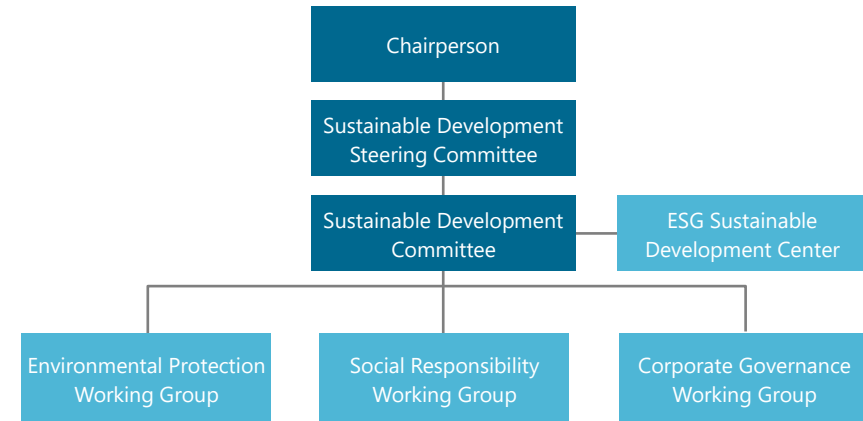 Chairperson
Sustainable Development
Steering Committee
Sustainable Development
Committee
ESG Sustainable
Development Center
Environmental Protection
Working Group
Social Responsibility
Working Group
Corporate Governance
Working Group